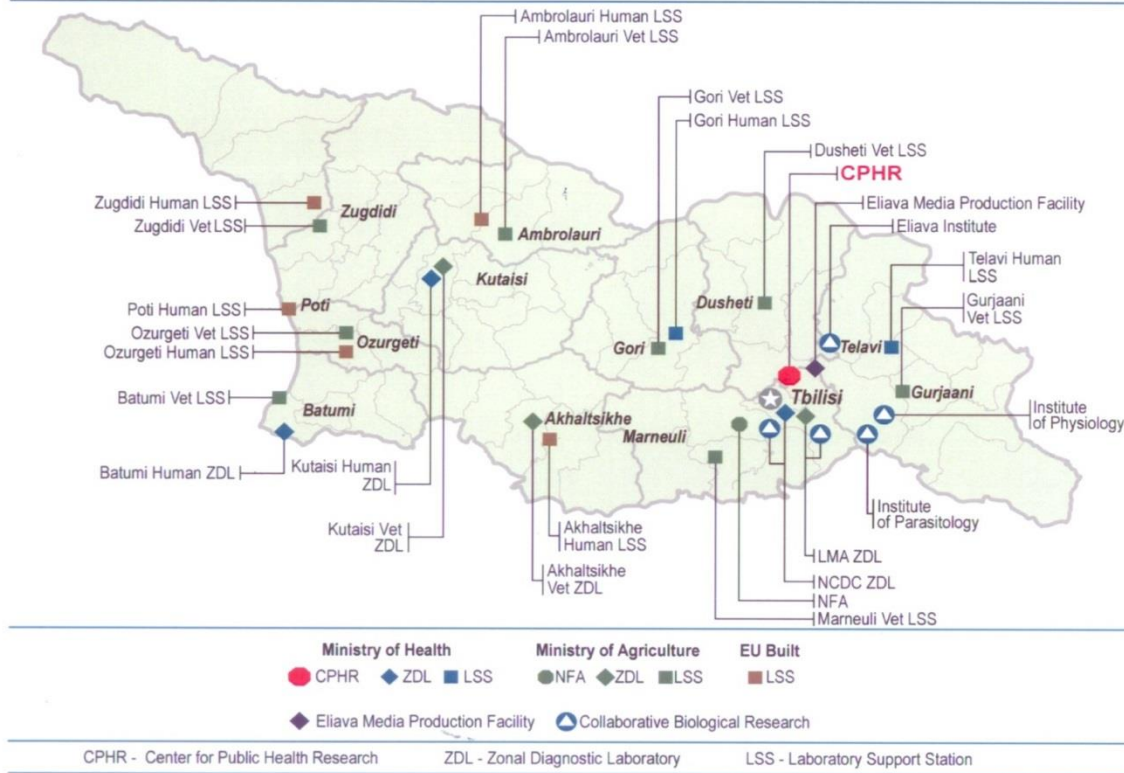 Ambrolauri Human LSS
Ambrolauri Vet LSS
Gori Vet LSS
Gori Human LSS
Dusheti Vet LSS
CPHR
Eliava Media Production Facility
Eliava Institute
Telavi Human
LSS
Gurjaani
Vet LSS
Zugdidi Human LSS
Zugdidi Vet LSS
Zugdidi
Ambrolauri
Kutaisi
Poti Human LSS
Poti
Ozurgeti Vet LSS
Ozurgeti Human LSS
Ozurgeti
Dusheti
Gori
Telavi
Batumi Vet LSS
Batumi
Tbilisi
Gurjaani
Akhaltsikhe
Marneuli
Institute
of Physiology
Batumi Human ZDL
Kutaisi Human
ZDL
Kutaisi Vet
ZDL
Akhaltsikhe
Human LSS
Akhaltsikhe
Vet ZDL
Institute
of Parasitology
LMA ZDL
NCDC ZDL
NFA
Marneuli Vet LSS
Ministry of Health
Ministry of Agriculture
EU Built
CPHR ZDL LSS
NFA ZDL LSS
LSS
Eliava Media Production Facility
Collaborative Biological Research
CPHR - Center for Public Health Research
ZDL - Zonal Diagnostic Laboratory
LSS - Laboratory Support Station